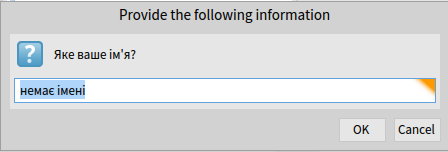 Provide the following information
Яке ваше ім'я?
немає імені
OK
Cancel